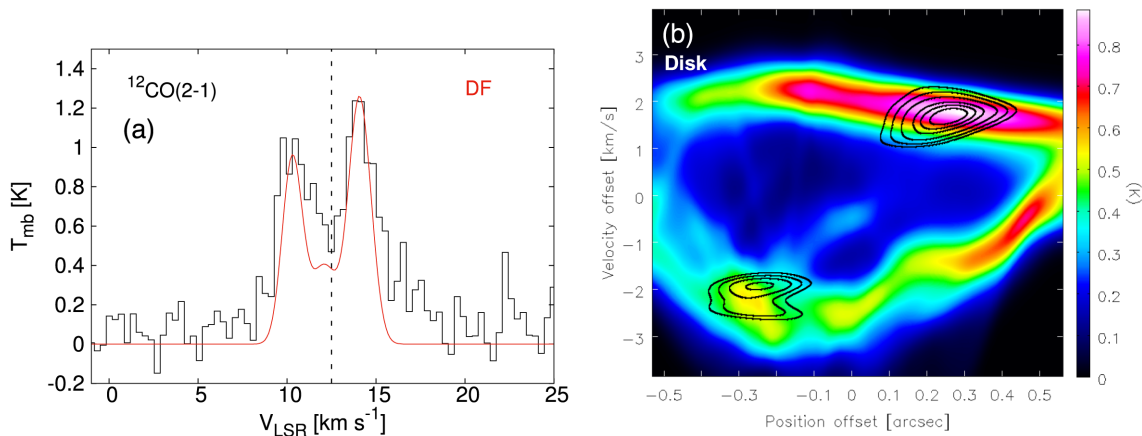 1.4
1.2
1
0.8
0.6
0.4
0.2
0
-0.2
T_mb [K]
¹²CO(2-1)
DF
(a)
0 5 10 15 20 25
V_LSR [km s⁻¹]
(b)
Disk
3
2
1
0
-1
-2
-3
Velocity offset [km/s]
-0.5 -0.4 -0.3 -0.2 -0.1 0 0.1 0.2 0.3 0.4 0.5
Position offset [arcsec]
0.8
0.7
0.6
0.5
0.4
0.3
0.2
0.1
0
(K)